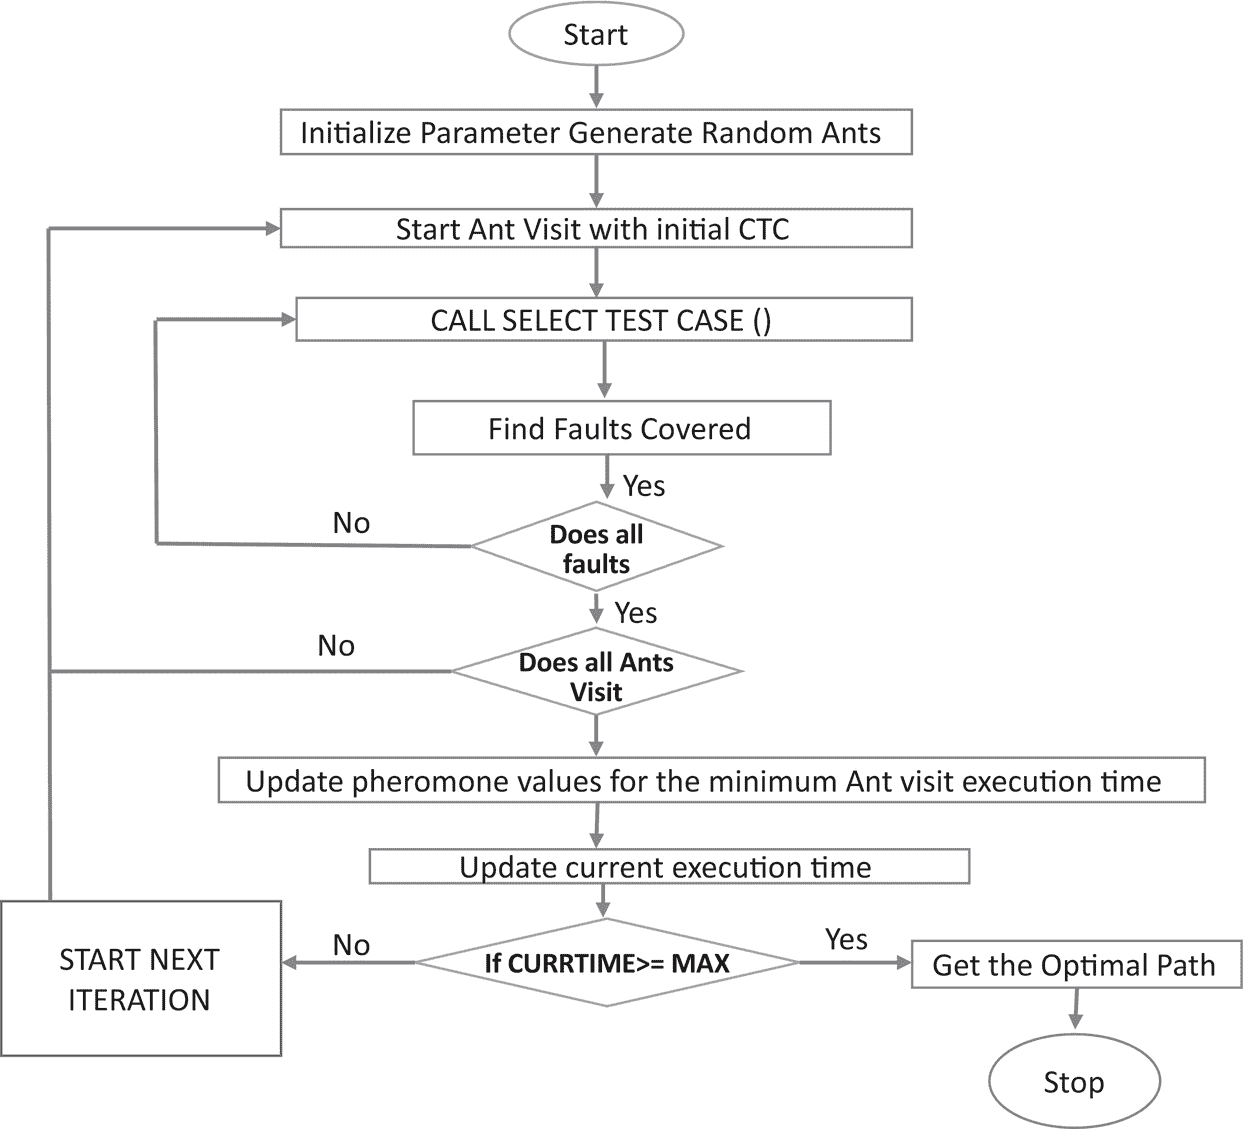 Start
Initialize Parameter Generate Random Ants
Start Ant Visit with initial CTC
CALL SELECT TEST CASE ()
Find Faults Covered
Yes
No
Does all
faults
Yes
No
Does all Ants
Visit
Update pheromone values for the minimum Ant visit execution time
Update current execution time
No
If CURRTIME>= MAX
Yes
START NEXT
ITERATION
Get the Optimal Path
Stop